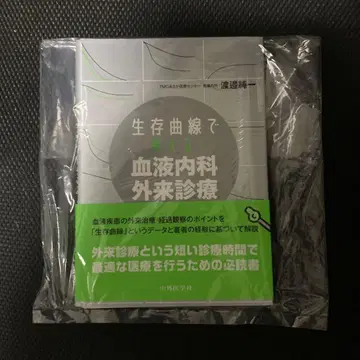 渡邉純一
生存曲線で
血液内科
外来診療
血液疾患の外来治療・経過観察のポイントを
「生存曲線」というデータと著者の経験に基づいて解説
外来診療という短い診療時間で
最適な医療を行うための必読書
中外医学社